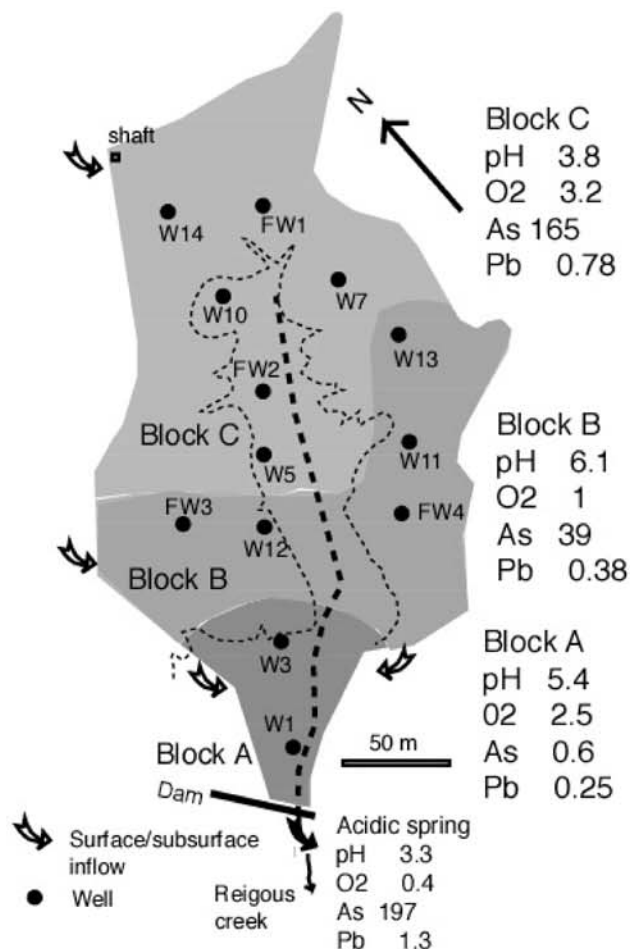 N
Block C
pH 3.8
O2 3.2
As 165
Pb 0.78
shaft
W14
FW1
W10
W7
W13
FW2
Block C
W5
W11
Block B
pH 6.1
O2 1
As 39
Pb 0.38
FW3
W12
FW4
Block B
W3
Block A
pH 5.4
02 2.5
As 0.6
Pb 0.25
W1
Block A
50 m
Dam
Surface/subsurface
inflow
Well
Acidic spring
pH 3.3
O2 0.4
As 197
Pb 1.3
Reigous
creek